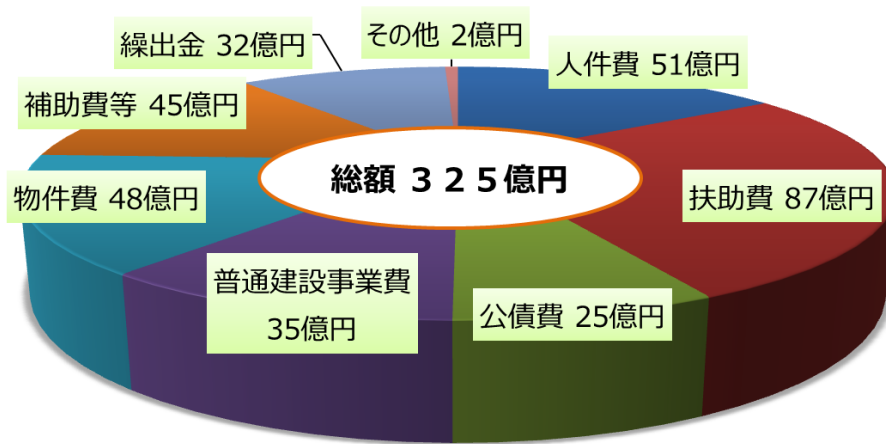 繰出金 32億円
その他 2億円
人件費 51億円
補助費等 45億円
総額 ３２５億円
物件費 48億円
扶助費 87億円
普通建設事業費
35億円
公債費 25億円